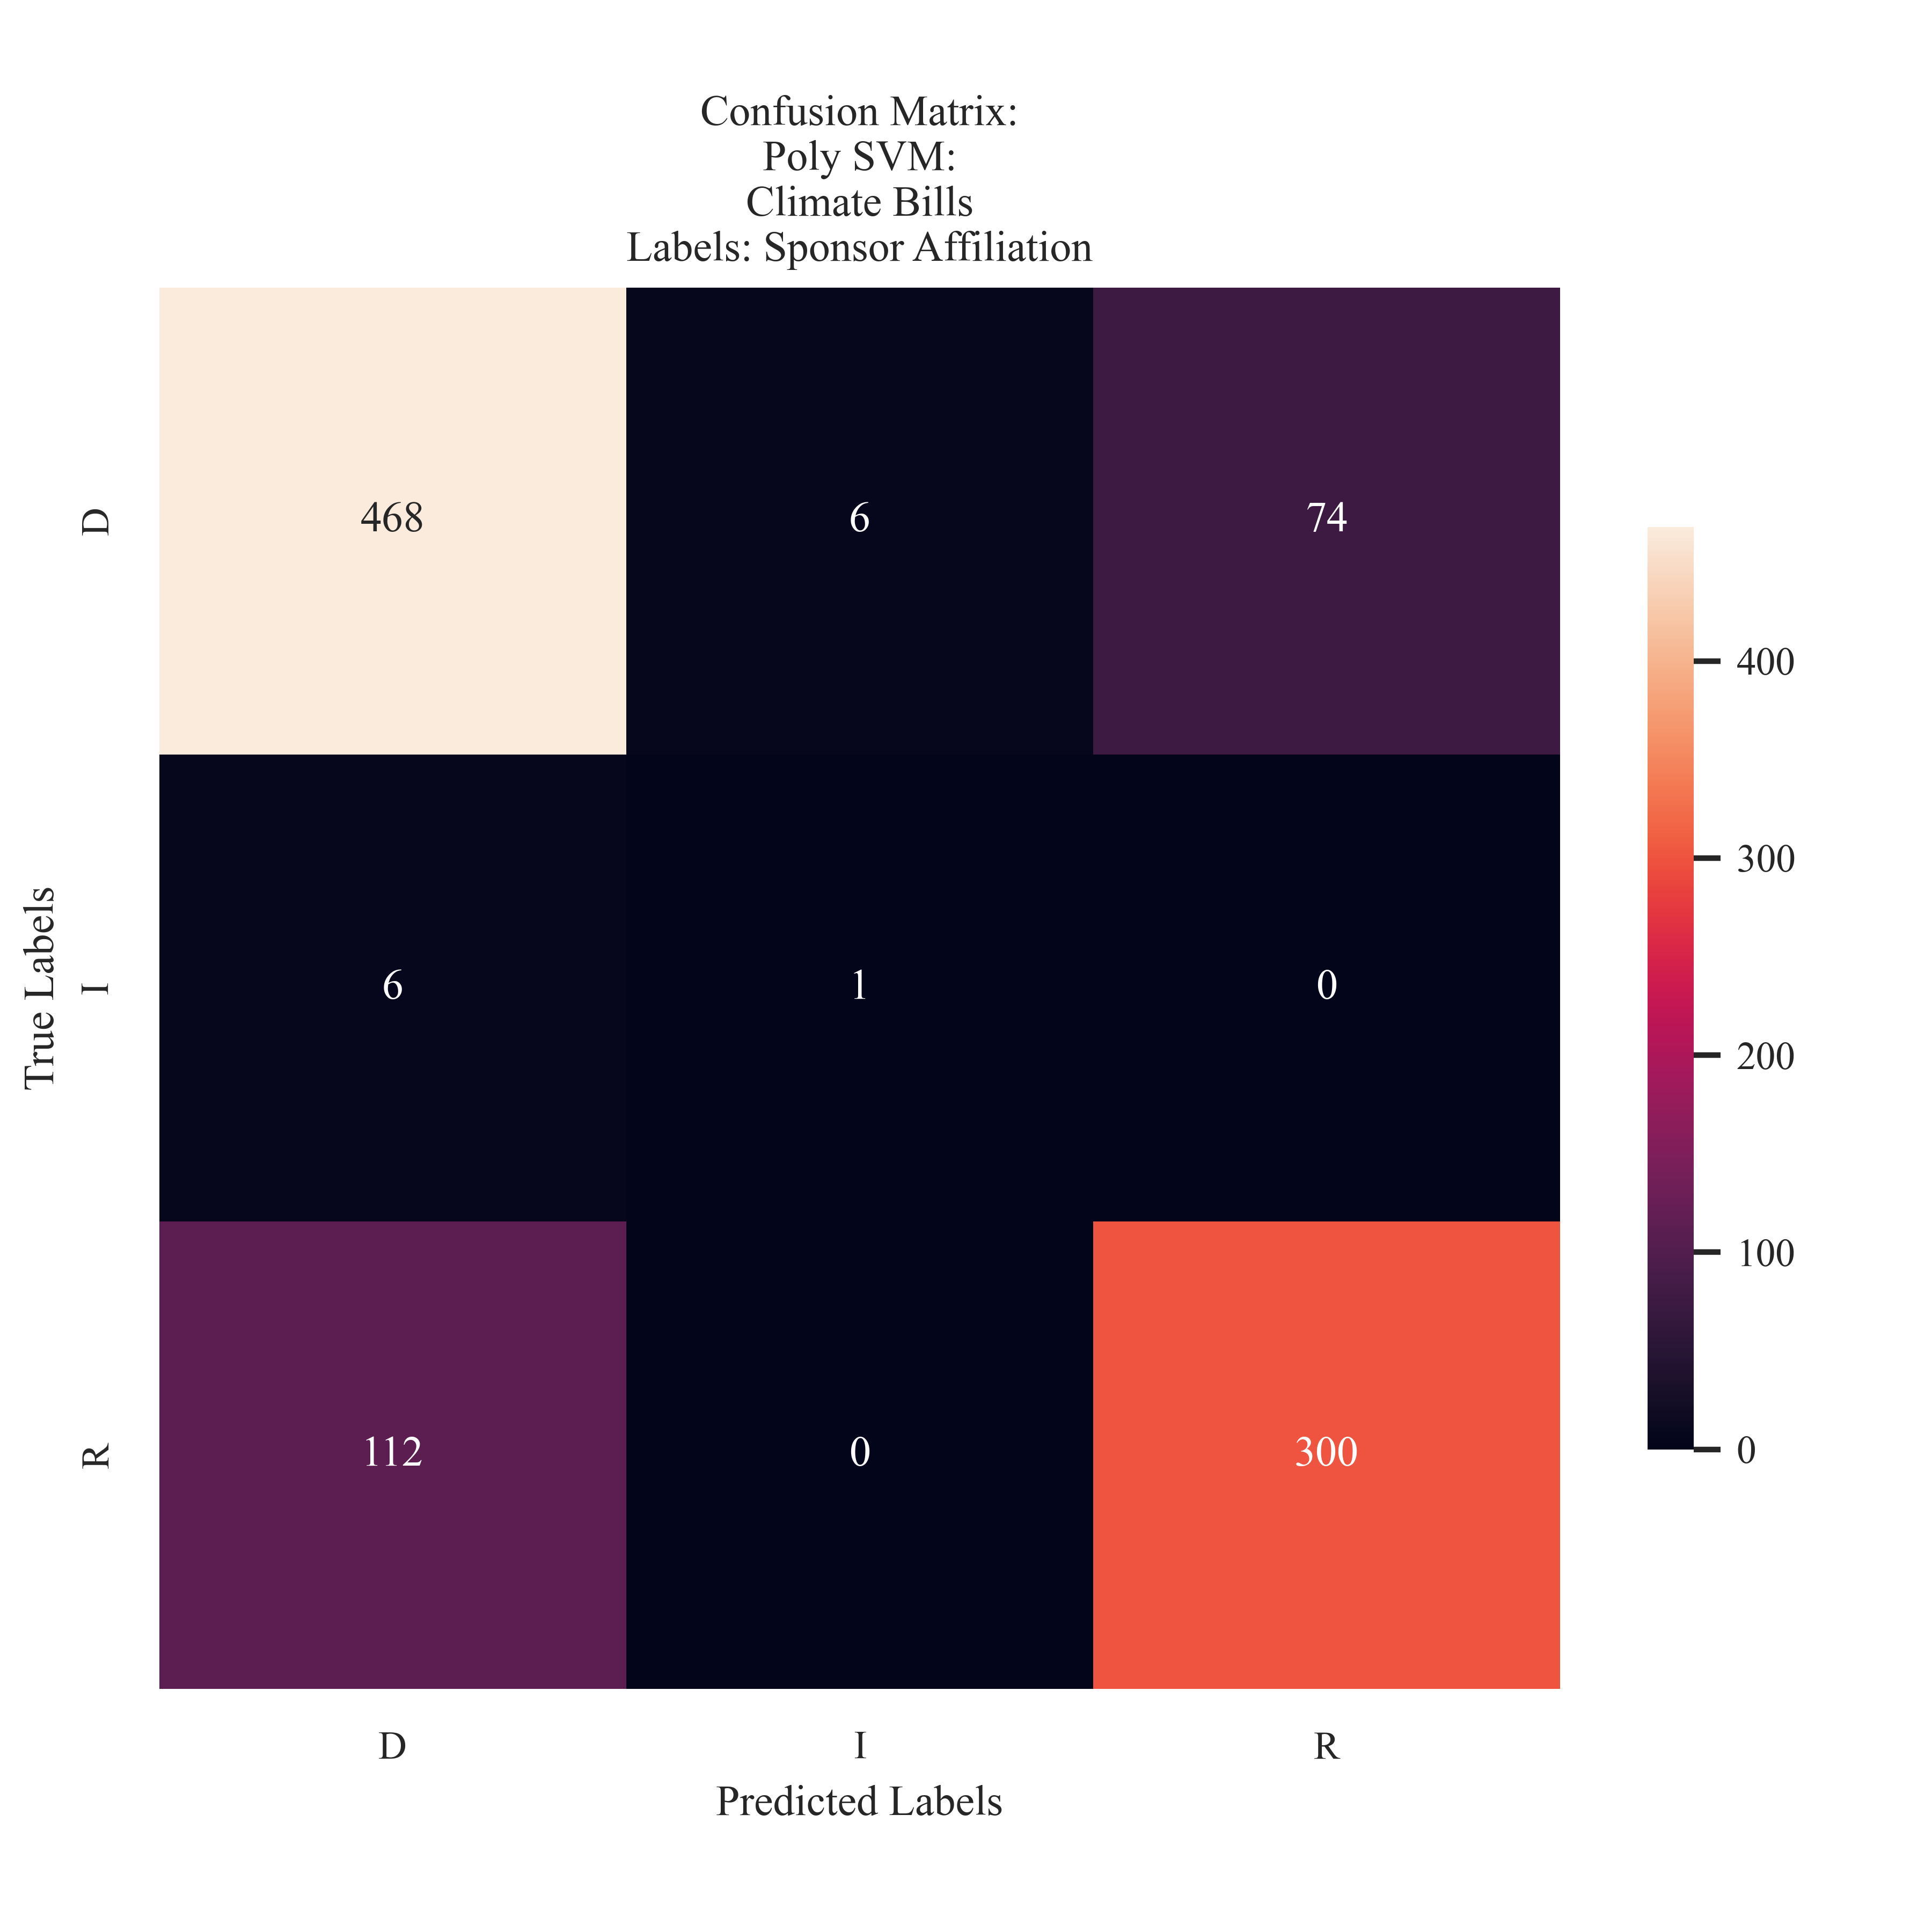 Confusion Matrix:
Poly SVM:
Climate Bills
Labels: Sponsor Affiliation
True Labels
D
468
6
74
I
6
1
0
R
112
0
300
D
I
R
Predicted Labels
400
300
200
100
0